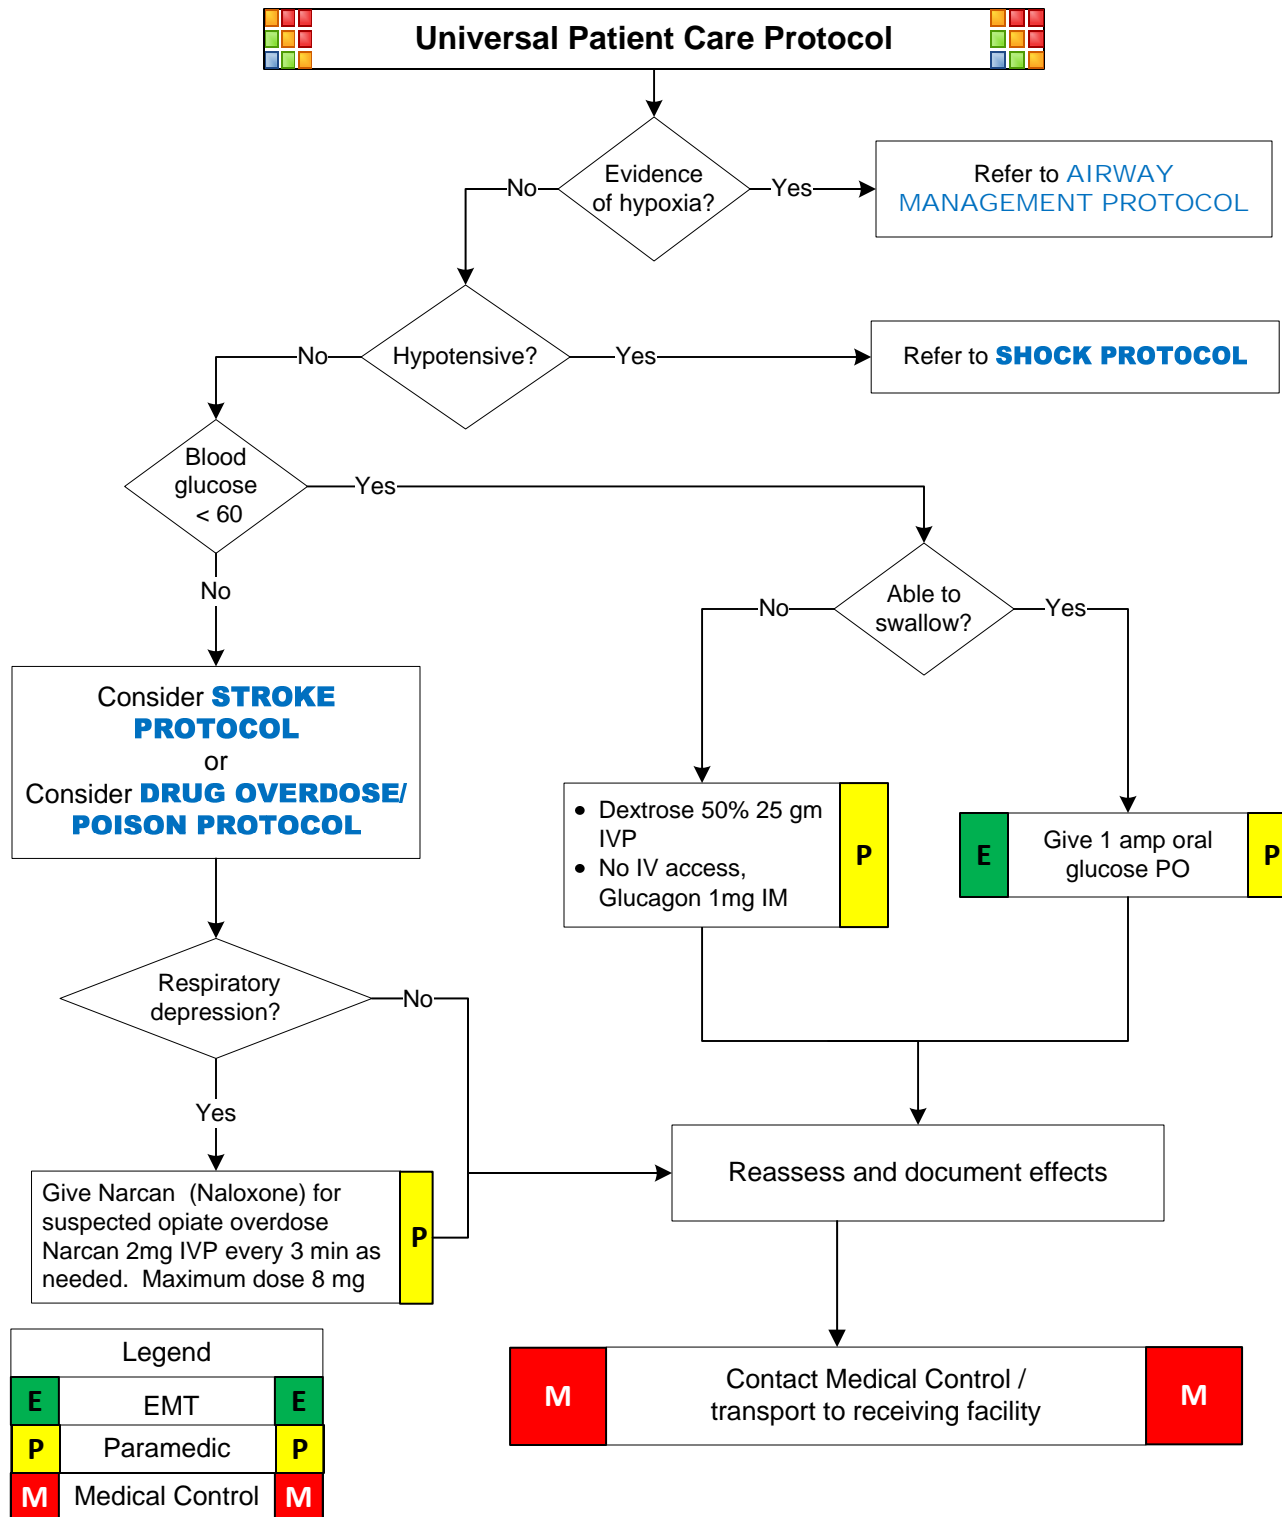 Universal Patient Care Protocol
Evidence
of hypoxia?
No
Yes
Refer to AIRWAY
MANAGEMENT PROTOCOL
Hypotensive?
No
Yes
Refer to SHOCK PROTOCOL
Blood
glucose
< 60
Yes
No
Able to
swallow?
No
Yes
Consider STROKE
PROTOCOL
or
Consider DRUG OVERDOSE/
POISON PROTOCOL
• Dextrose 50% 25 gm
IVP
• No IV access,
Glucagon 1mg IM
P
E
Give 1 amp oral
glucose PO
P
Respiratory
depression?
No
Yes
Give Narcan (Naloxone) for
suspected opiate overdose
Narcan 2mg IVP every 3 min as
needed. Maximum dose 8 mg
P
Reassess and document effects
M
Contact Medical Control /
transport to receiving facility
M
Legend
E EMT E
P Paramedic P
M Medical Control M